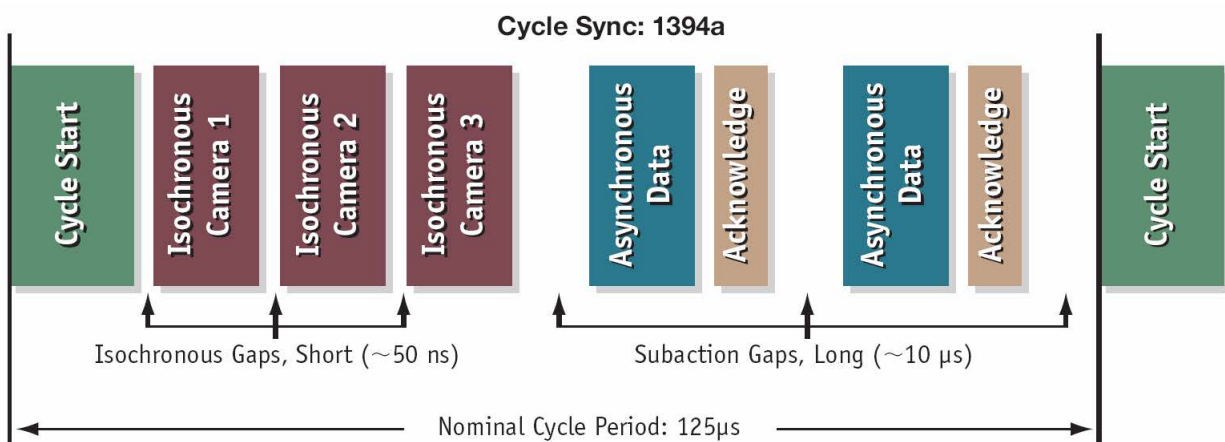 Cycle Sync: 1394a
Cycle Start
Isochronous
Camera 1
Isochronous
Camera 2
Isochronous
Camera 3
Asynchronous
Data
Acknowledge
Asynchronous
Data
Acknowledge
Cycle Start
Isochronous Gaps, Short (~50 ns)
Subaction Gaps, Long (~10 µs)
Nominal Cycle Period: 125µs